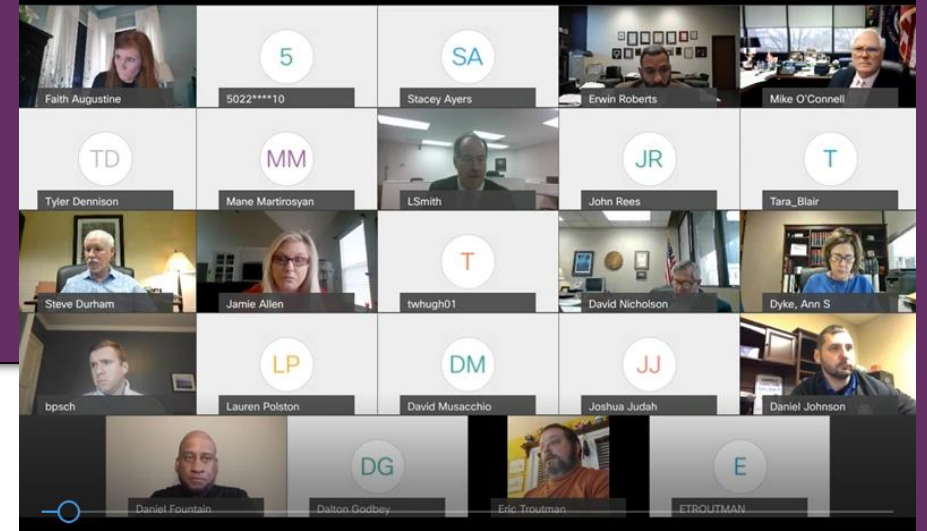 Faith Augustine
5
5022****10
SA
Stacey Ayers
Erwin Roberts
Mike O'Connell
TD
Tyler Dennison
MM
Mane Martirosyan
LSmith
JR
John Rees
T
Tara_Blair
Steve Durham
Jamie Allen
T
twhugh01
David Nicholson
Dyke, Ann S
bpsch
LP
Lauren Polston
DM
David Musacchio
JJ
Joshua Judah
Daniel Johnson
Daniel Fountain
DG
Dalton Godbey
Eric Troutman
E
ETROUTMAN